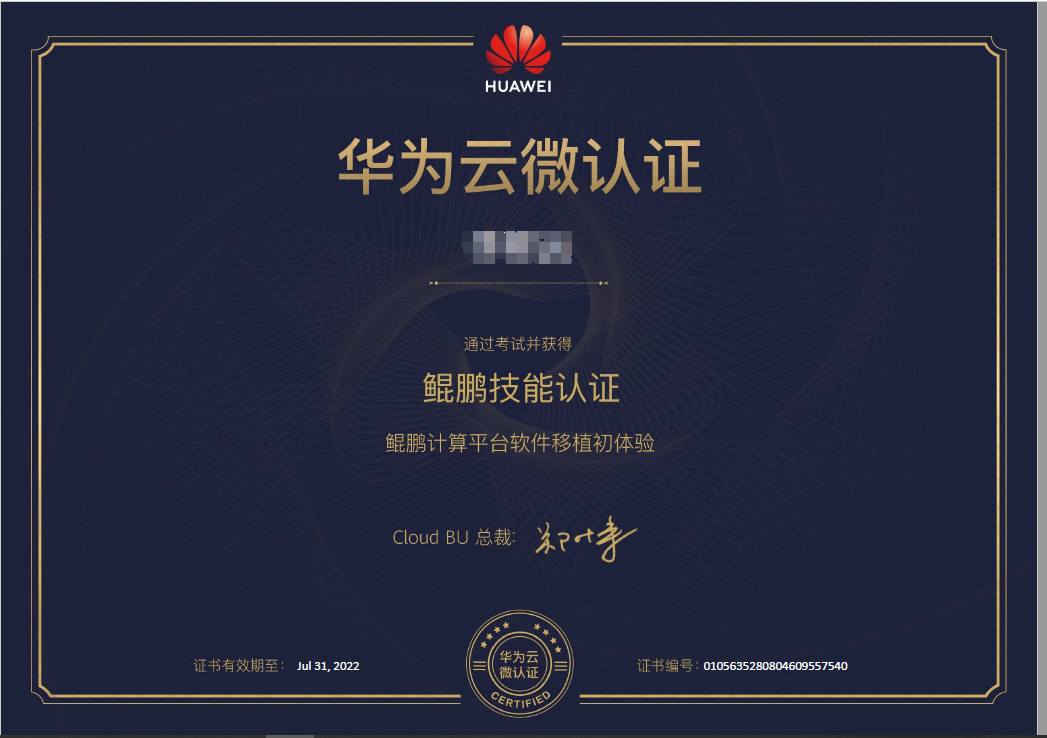 HUAWEI
华为云微认证
通过考试并获得
鲲鹏技能认证
鲲鹏计算平台软件移植初体验
Cloud BU 总裁:
证书有效期至: Jul 31, 2022
华为云
微认证
CERTIFIED
证书编号: 0105635280804609557540